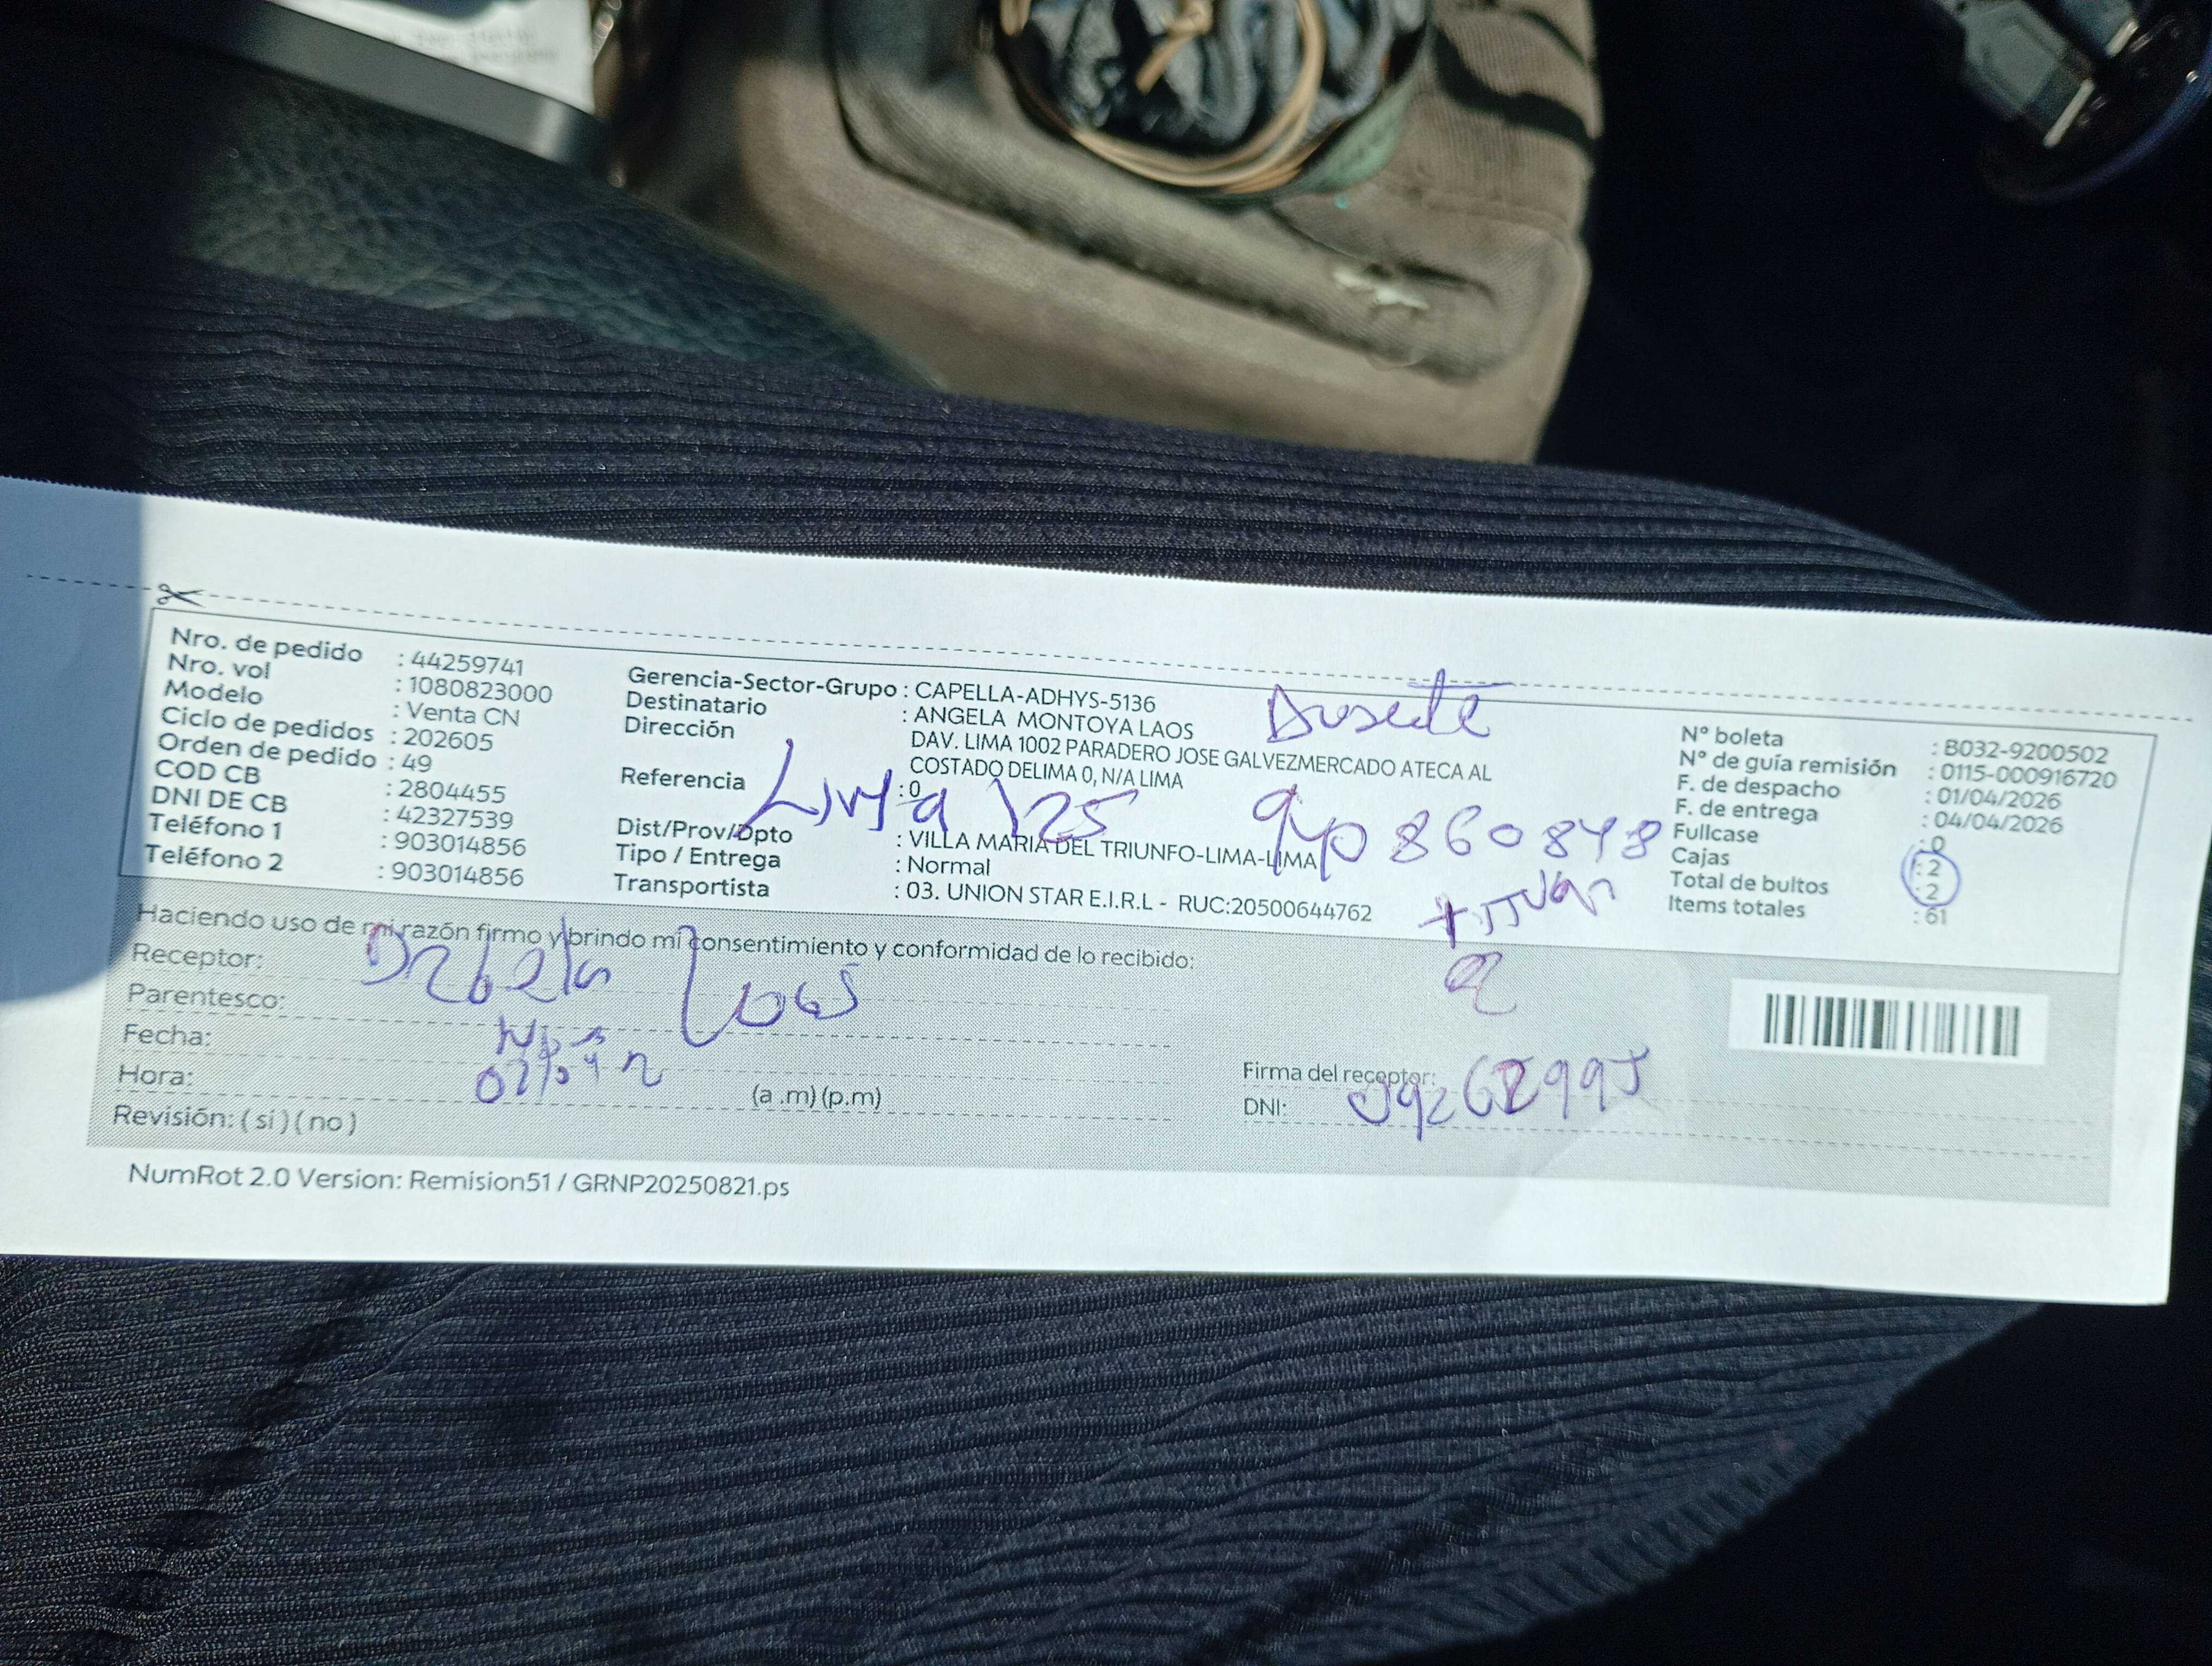 Nro. de pedido : 44259741
Nro. vol : 1080823000
Modelo : Venta CN
Ciclo de pedidos : 202605
Orden de pedido : 49
COD CB : 2804455
DNI DE CB : 42327539
Teléfono 1 : 903014856
Teléfono 2 : 903014856
Gerencia-Sector-Grupo : CAPELLA-ADHYS-5136
Destinatario : ANGELA MONTOYA LAOS
Dirección DAV. LIMA 1002 PARADERO JOSE GALVEZMERCADO ATECA AL
COSTADO DELIMA 0, N/A LIMA
Referencia : 0
Lima 125
Dist/Prov/Dpto : VILLA MARIA DEL TRIUNFO-LIMA-LIMA
Tipo / Entrega : Normal
Transportista : 03. UNION STAR E.I.R.L - RUC:20500644762
N° boleta : B032-9200502
N° de guía remisión : 0115-000916720
F. de despacho : 01/04/2026
F. de entrega : 04/04/2026
Fullcase : 0
Cajas : 2
Total de bultos : 2
Items totales : 61
Haciendo uso de mi razón firmo y brindo mi consentimiento y conformidad de lo recibido:
Receptor:
Parentesco:
Fecha:
Hora: (a .m) (p.m)
Revisión: ( si ) ( no )
Firma del receptor:
DNI:
NumRot 2.0 Version: Remision51 / GRNP20250821.ps